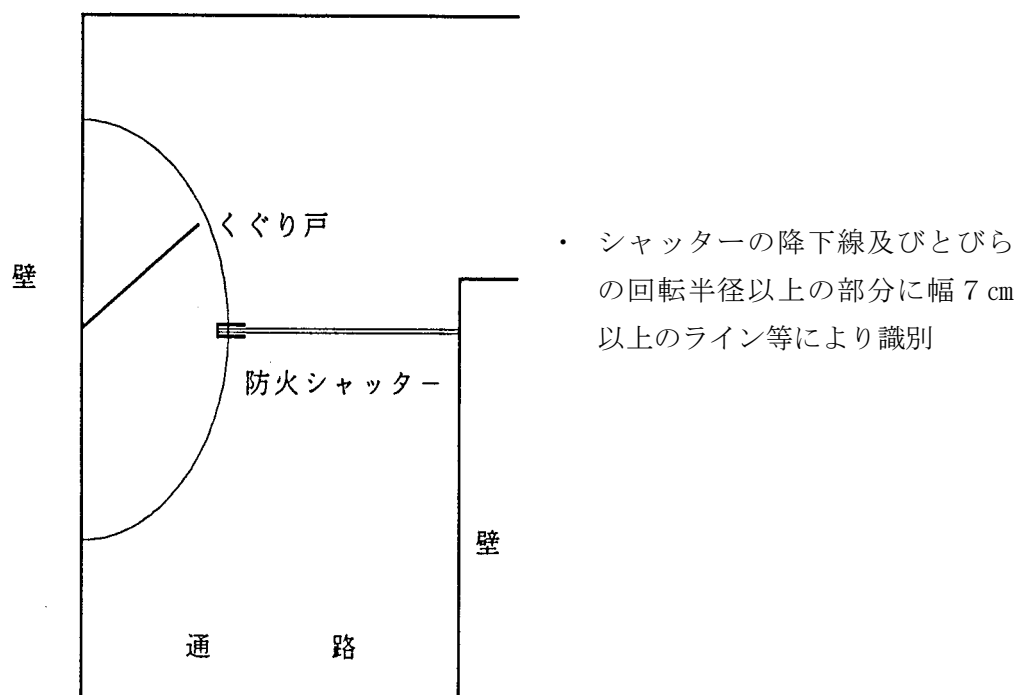 くぐり戸
壁
防火シャッター
壁
通 路
・ シャッターの降下線及びとびら
の回転半径以上の部分に幅7㎝
以上のライン等により識別